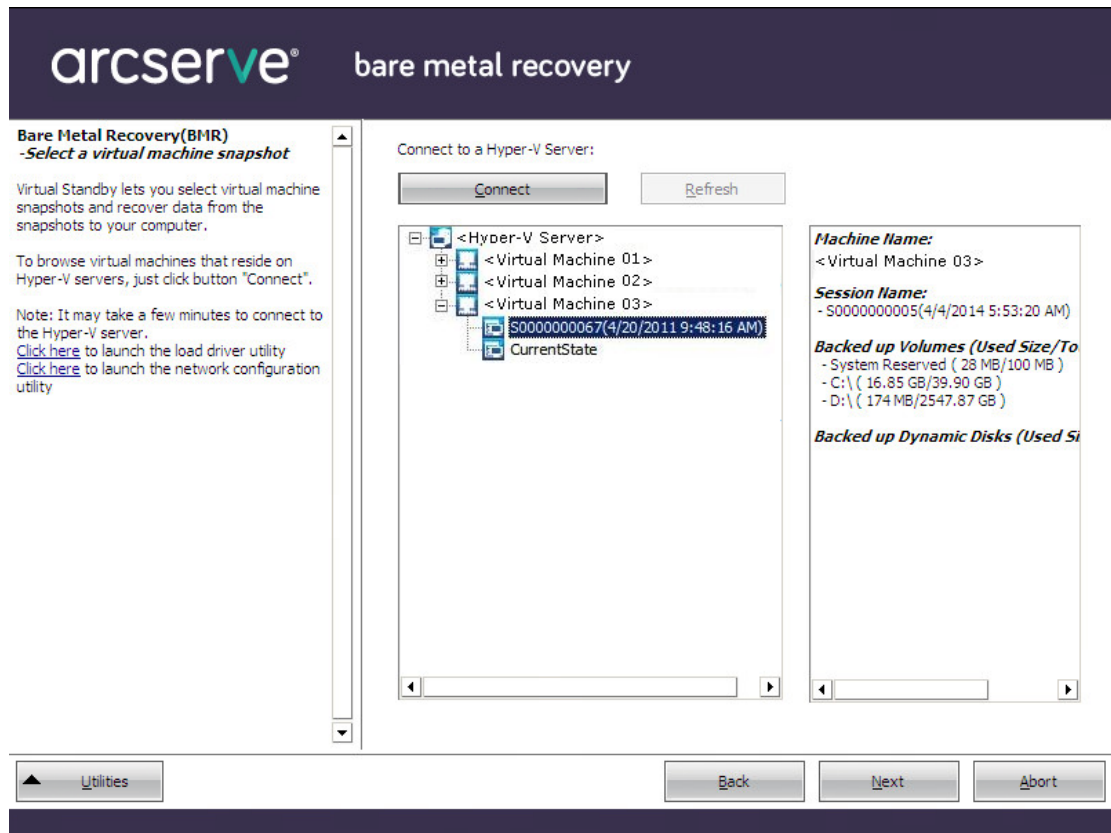 arcserve®
bare metal recovery
Bare Metal Recovery(BMR)
-Select a virtual machine snapshot
Virtual Standby lets you select virtual machine
snapshots and recover data from the
snapshots to your computer.
To browse virtual machines that reside on
Hyper-V servers, just click button "Connect".
Note: It may take a few minutes to connect to
the Hyper-V server.
Click here to launch the load driver utility
Click here to launch the network configuration
utility
Connect to a Hyper-V Server:
Connect
Refresh
<Hyper-V Server>
<Virtual Machine 01>
<Virtual Machine 02>
<Virtual Machine 03>
S0000000067(4/20/2011 9:48:16 AM)
CurrentState
Machine Name:
<Virtual Machine 03>
Session Name:
- S0000000005(4/4/2014 5:53:20 AM)
Backed up Volumes (Used Size/To
- System Reserved ( 28 MB/100 MB )
- C:\ ( 16.85 GB/39.90 GB )
- D:\ ( 174 MB/2547.87 GB )
Backed up Dynamic Disks (Used Si
Utilities
Back
Next
Abort